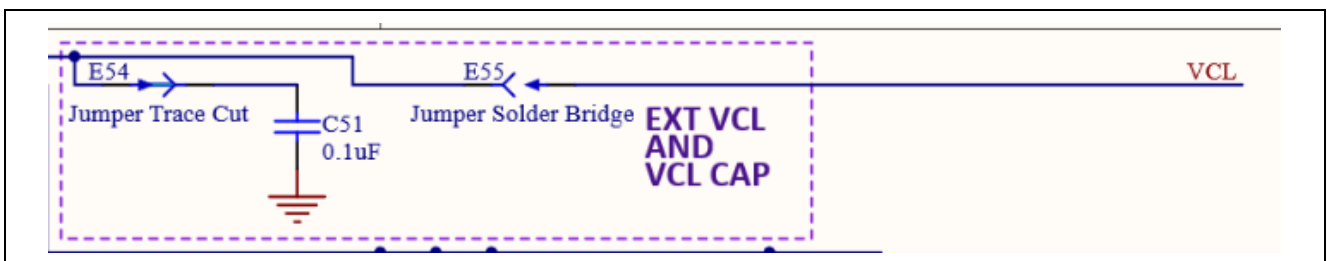 E54
E55
VCL
Jumper Trace Cut
Jumper Solder Bridge
C51
0.1uF
EXT VCL
AND
VCL CAP